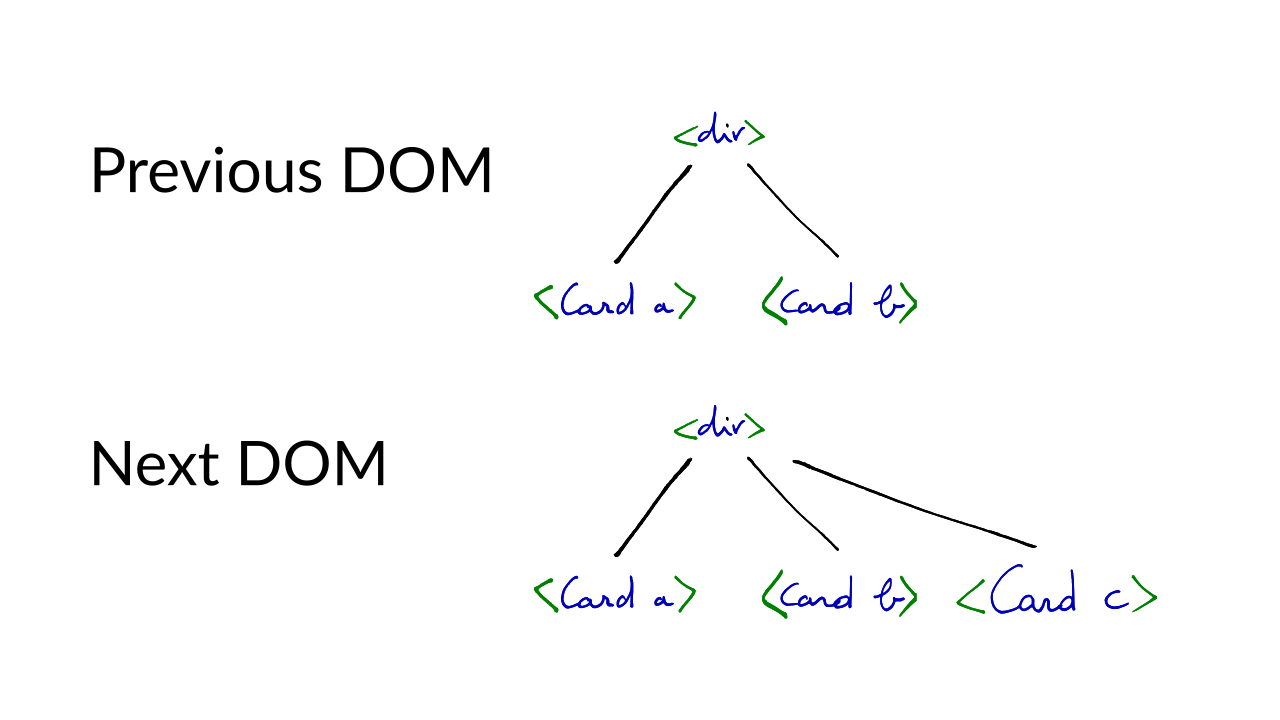 <div>
Previous DOM
<Card a> <Card b>
<div>
Next DOM
<Card a> <Card b> <Card c>